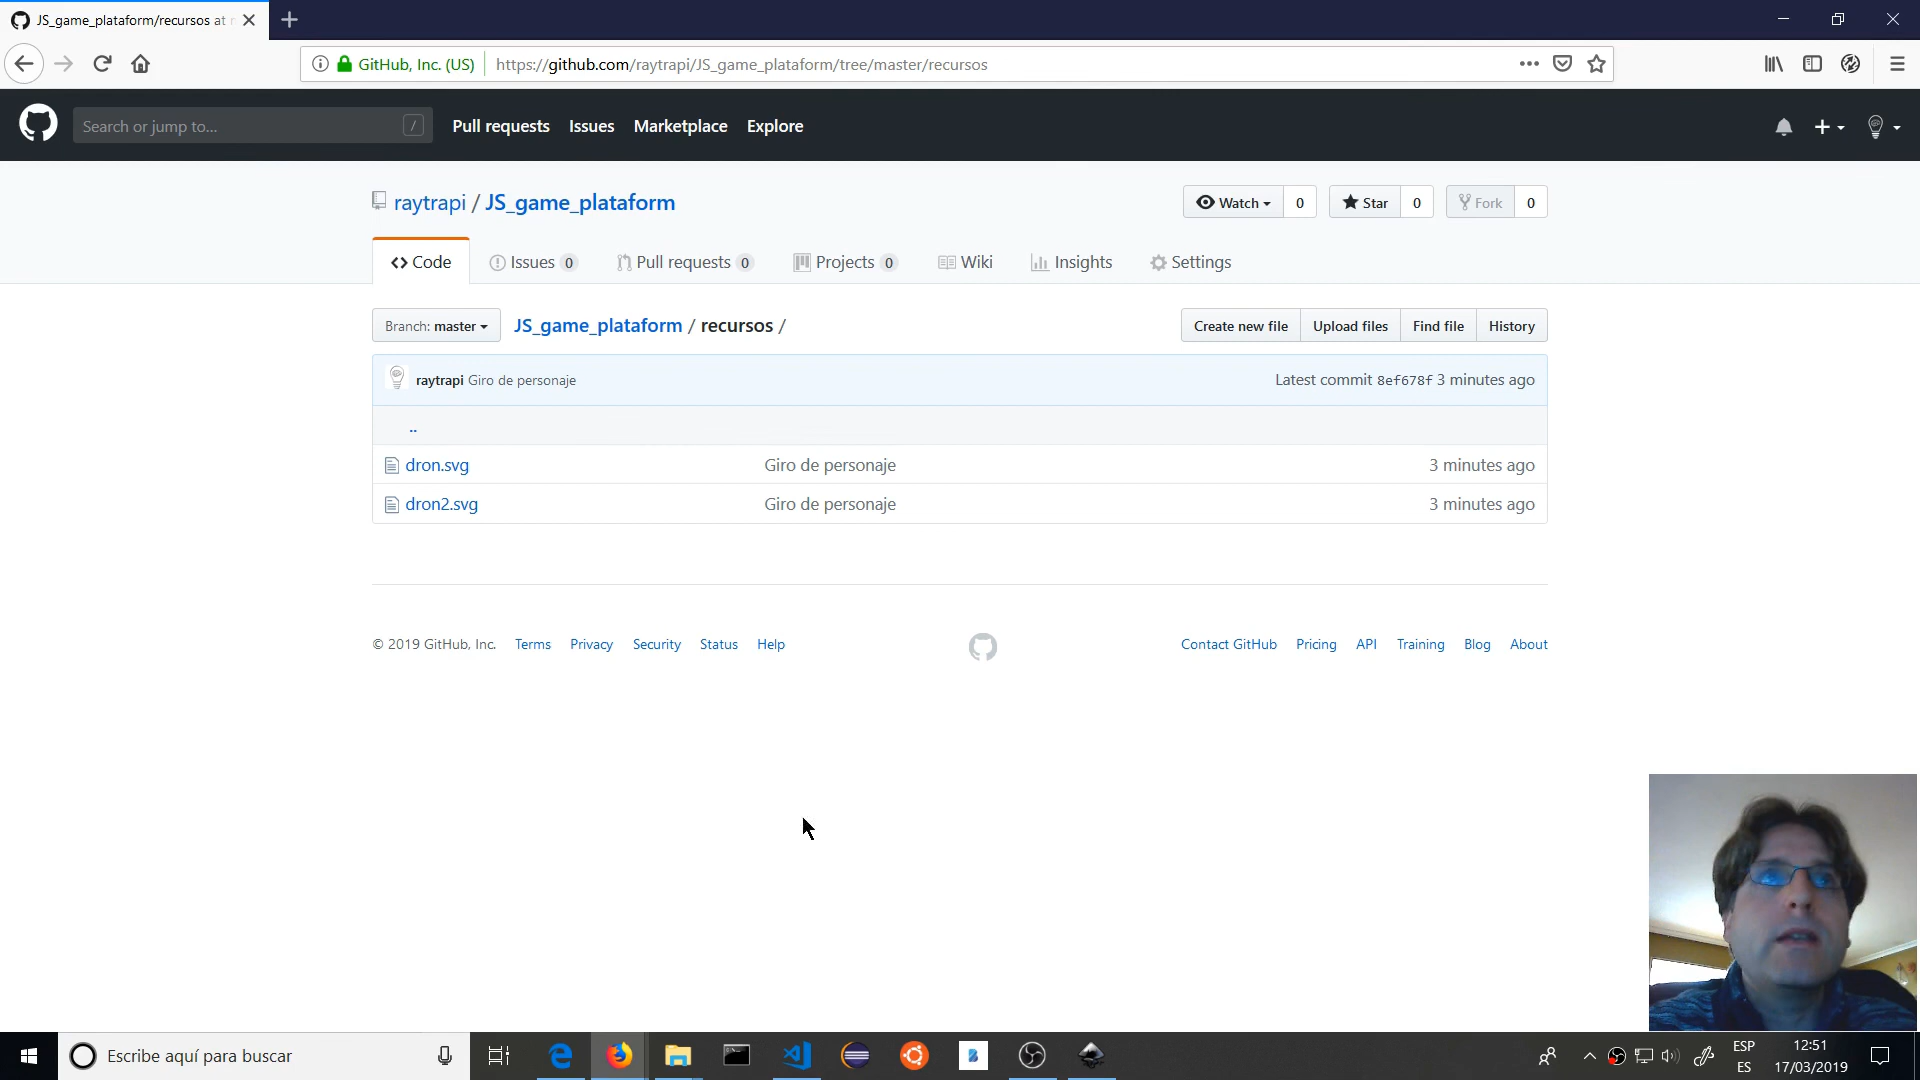 JS_game_plataform/recursos at
GitHub, Inc. (US)
https://github.com/raytrapi/JS_game_plataform/tree/master/recursos
Search or jump to...
/
Pull requests
Issues
Marketplace
Explore
raytrapi / JS_game_plataform
Watch 0
Star 0
Fork 0
Code
Issues 0
Pull requests 0
Projects 0
Wiki
Insights
Settings
Branch: master
JS_game_plataform / recursos /
Create new file
Upload files
Find file
History
raytrapi Giro de personaje
Latest commit 8ef678f 3 minutes ago
..
dron.svg Giro de personaje 3 minutes ago
dron2.svg Giro de personaje 3 minutes ago
© 2019 GitHub, Inc. Terms Privacy Security Status Help
Contact GitHub Pricing API Training Blog About
Escribe aquí para buscar
ESP
ES
12:51
17/03/2019